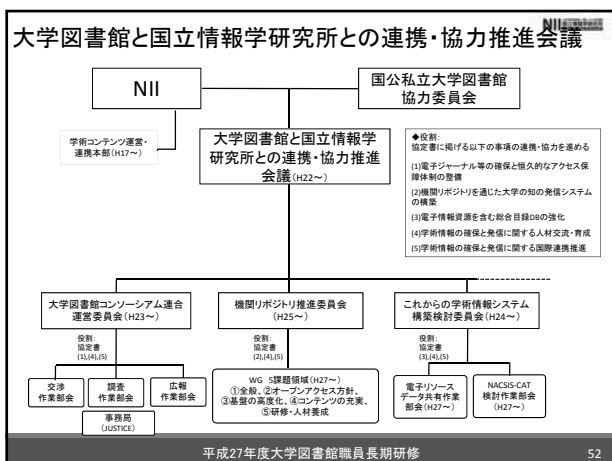 大学図書館と国立情報学研究所との連携・協力推進会議
NII
NII
国公私立大学図書館
協力委員会
学術コンテンツ運営・
連携本部(H17~)
大学図書館と国立情報学
研究所との連携・協力推進
会議(H22~)
◆役割:
協定書に掲げる以下の事項の連携・協力を進める
(1)電子ジャーナル等の確保と恒久的なアクセス保
障体制の整備
(2)機関リポジトリを通じた大学の知の発信システム
の構築
(3)電子情報資源を含む総合目録DBの強化
(4)学術情報の確保と発信に関する人材交流・育成
(5)学術情報の確保と発信に関する国際連携推進
大学図書館コンソーシアム連合
運営委員会(H23~)
機関リポジトリ推進委員会
(H25~)
これからの学術情報システム
構築検討委員会(H24~)
役割:
協定書
(1),(4),(5)
役割:
協定書
(2),(4),(5)
役割:
協定書
(3),(4),(5)
交渉
作業部会
調査
作業部会
広報
作業部会
事務局
(JUSTICE)
WG 5課題領域(H27~)
①全般、②オープンアクセス方針、
③基盤の高度化、④コンテンツの充実、
⑤研修・人材養成
電子リソース
データ共有作業
部会(H27~)
NACSIS-CAT
検討作業部会
(H27~)
平成27年度大学図書館職員長期研修
52